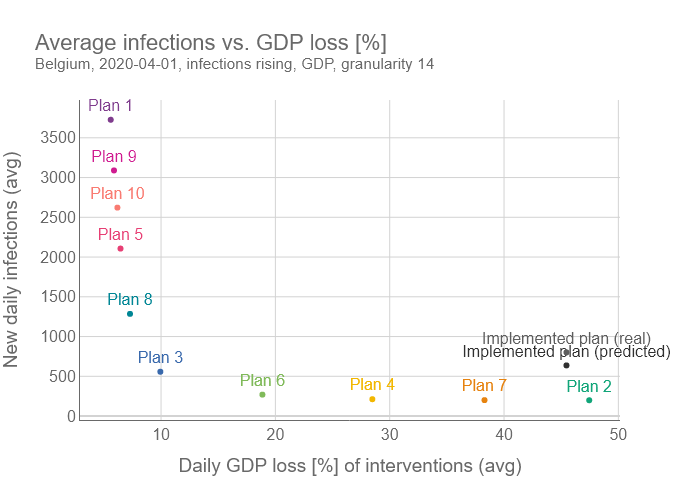 Average infections vs. GDP loss [%]
Belgium, 2020-04-01, infections rising, GDP, granularity 14
New daily infections (avg)
Plan 1
3500
Plan 9
3000
Plan 10
2500
Plan 5
2000
Plan 8
1500
Implemented plan (real)
1000
Implemented plan (predicted)
Plan 3
500
Plan 6
Plan 4
Plan 7
Plan 2
0
10 20 30 40 50
Daily GDP loss [%] of interventions (avg)